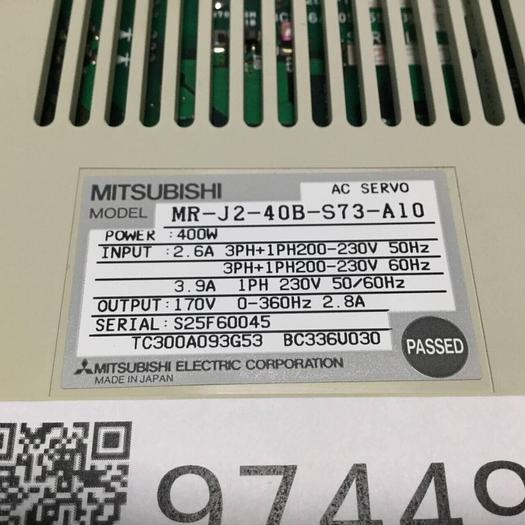 MITSUBISHI AC SERVO
MODEL MR-J2-40B-S73-A10
POWER :400W
INPUT :2.6A 3PH+1PH200-230V 50Hz
3PH+1PH200-230V 60Hz
3.9A 1PH 230V 50/60Hz
OUTPUT:170V 0-360Hz 2.8A
SERIAL:S25F60045
TC300A093G53 BC336U030
PASSED
MITSUBISHI ELECTRIC CORPORATION
MADE IN JAPAN
97449